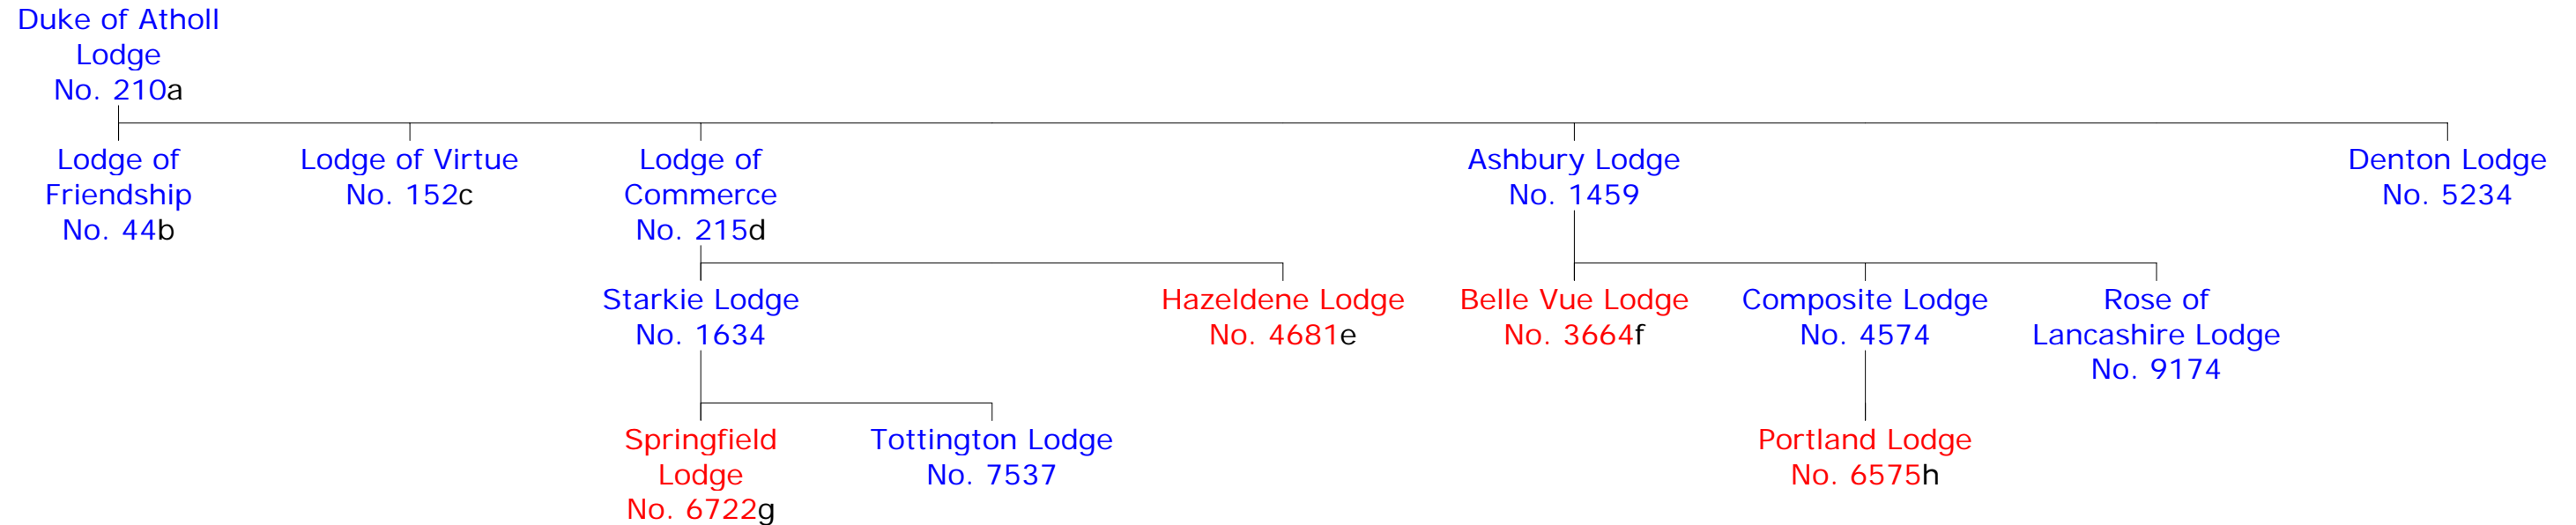 Duke of Atholl
Lodge
No. 210a
Lodge of
Friendship
No. 44b
Lodge of Virtue
No. 152c
Lodge of
Commerce
No. 215d
Ashbury Lodge
No. 1459
Denton Lodge
No. 5234
Starkie Lodge
No. 1634
Hazeldene Lodge
No. 4681e
Belle Vue Lodge
No. 3664f
Composite Lodge
No. 4574
Rose of
Lancashire Lodge
No. 9174
Springfield
Lodge
No. 6722g
Tottington Lodge
No. 7537
Portland Lodge
No. 6575h